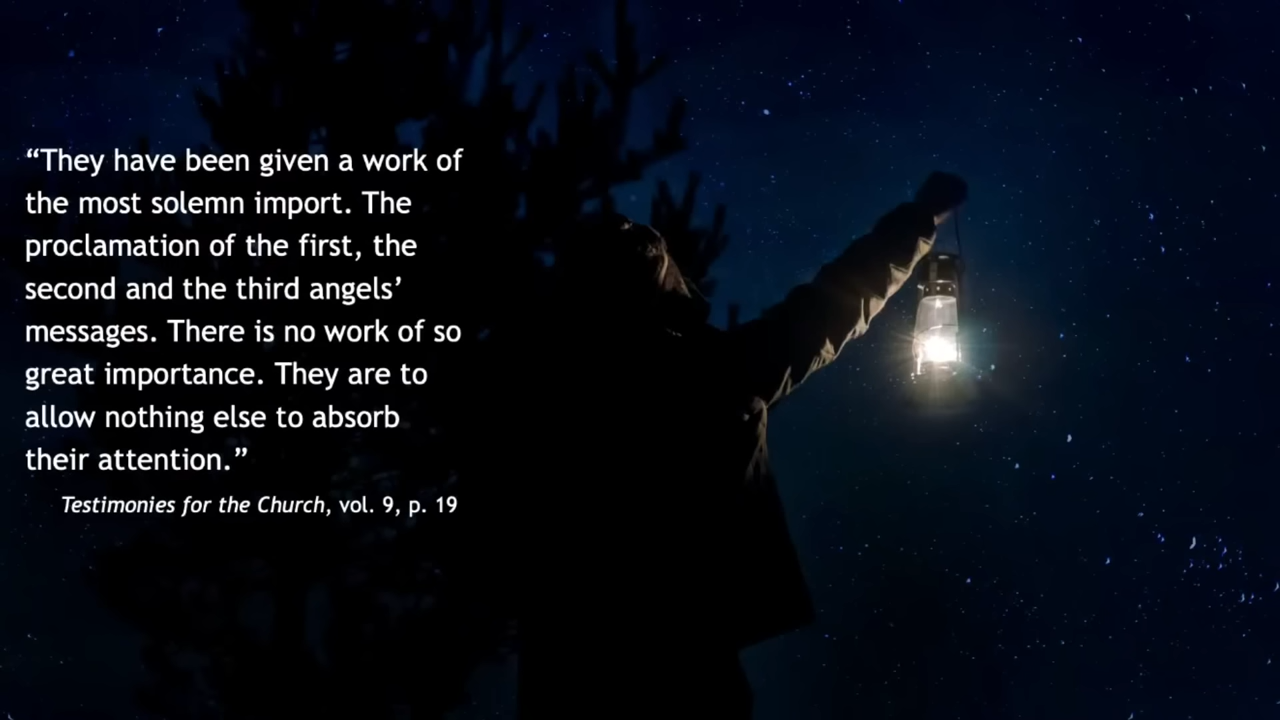 “They have been given a work of
the most solemn import. The
proclamation of the first, the
second and the third angels’
messages. There is no work of so
great importance. They are to
allow nothing else to absorb
their attention.”
Testimonies for the Church, vol. 9, p. 19